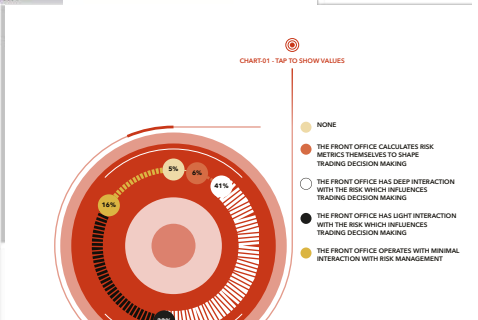 CHART-01 - TAP TO SHOW VALUES
NONE
THE FRONT OFFICE CALCULATES RISK
METRICS THEMSELVES TO SHAPE
TRADING DECISION MAKING
THE FRONT OFFICE HAS DEEP INTERACTION
WITH THE RISK WHICH INFLUENCES
TRADING DECISION MAKING
THE FRONT OFFICE HAS LIGHT INTERACTION
WITH THE RISK WHICH INFLUENCES
TRADING DECISION MAKING
THE FRONT OFFICE OPERATES WITH MINIMAL
INTERACTION WITH RISK MANAGEMENT
5%
6%
41%
16%